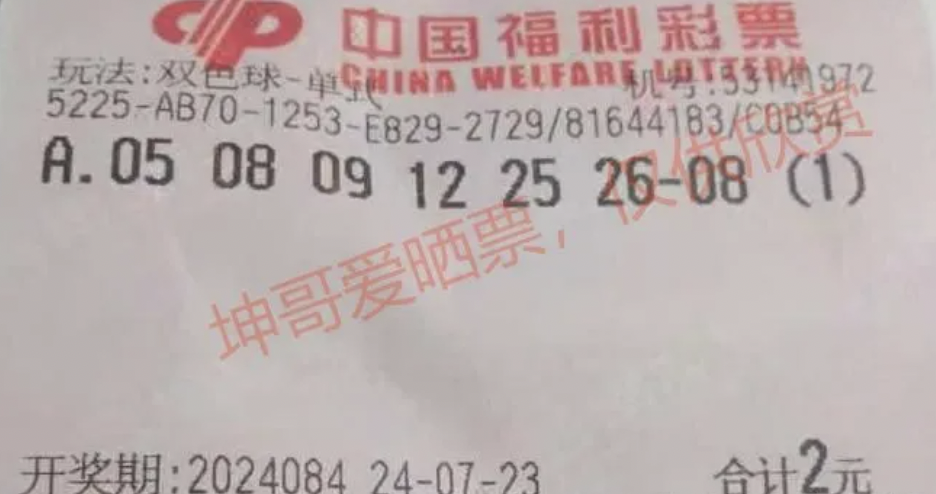 中国福利彩票
CHINA WELFARE LOTTERY
玩法:双色球-单式 机号:53141972
5225-AB70-1253-E829-2729/81644183/C0B54
A.05 08 09 12 25 26-08 (1)
坤哥爱晒票,仅供欣赏
开奖期:2024084 24-07-23 合计2元